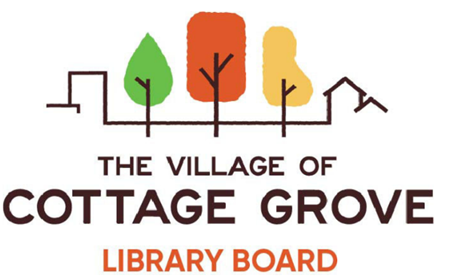 THE VILLAGE OF
COTTAGE GROVE
LIBRARY BOARD